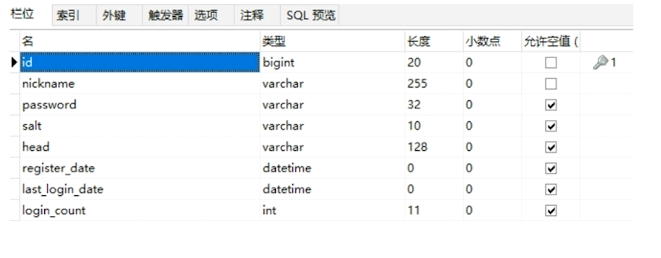 栏位 索引 外键 触发器 选项 注释 SQL 预览
名 类型 长度 小数点 允许空值 (
id bigint 20 0 1
nickname varchar 255 0
password varchar 32 0
salt varchar 10 0
head varchar 128 0
register_date datetime 0 0
last_login_date datetime 0 0
login_count int 11 0